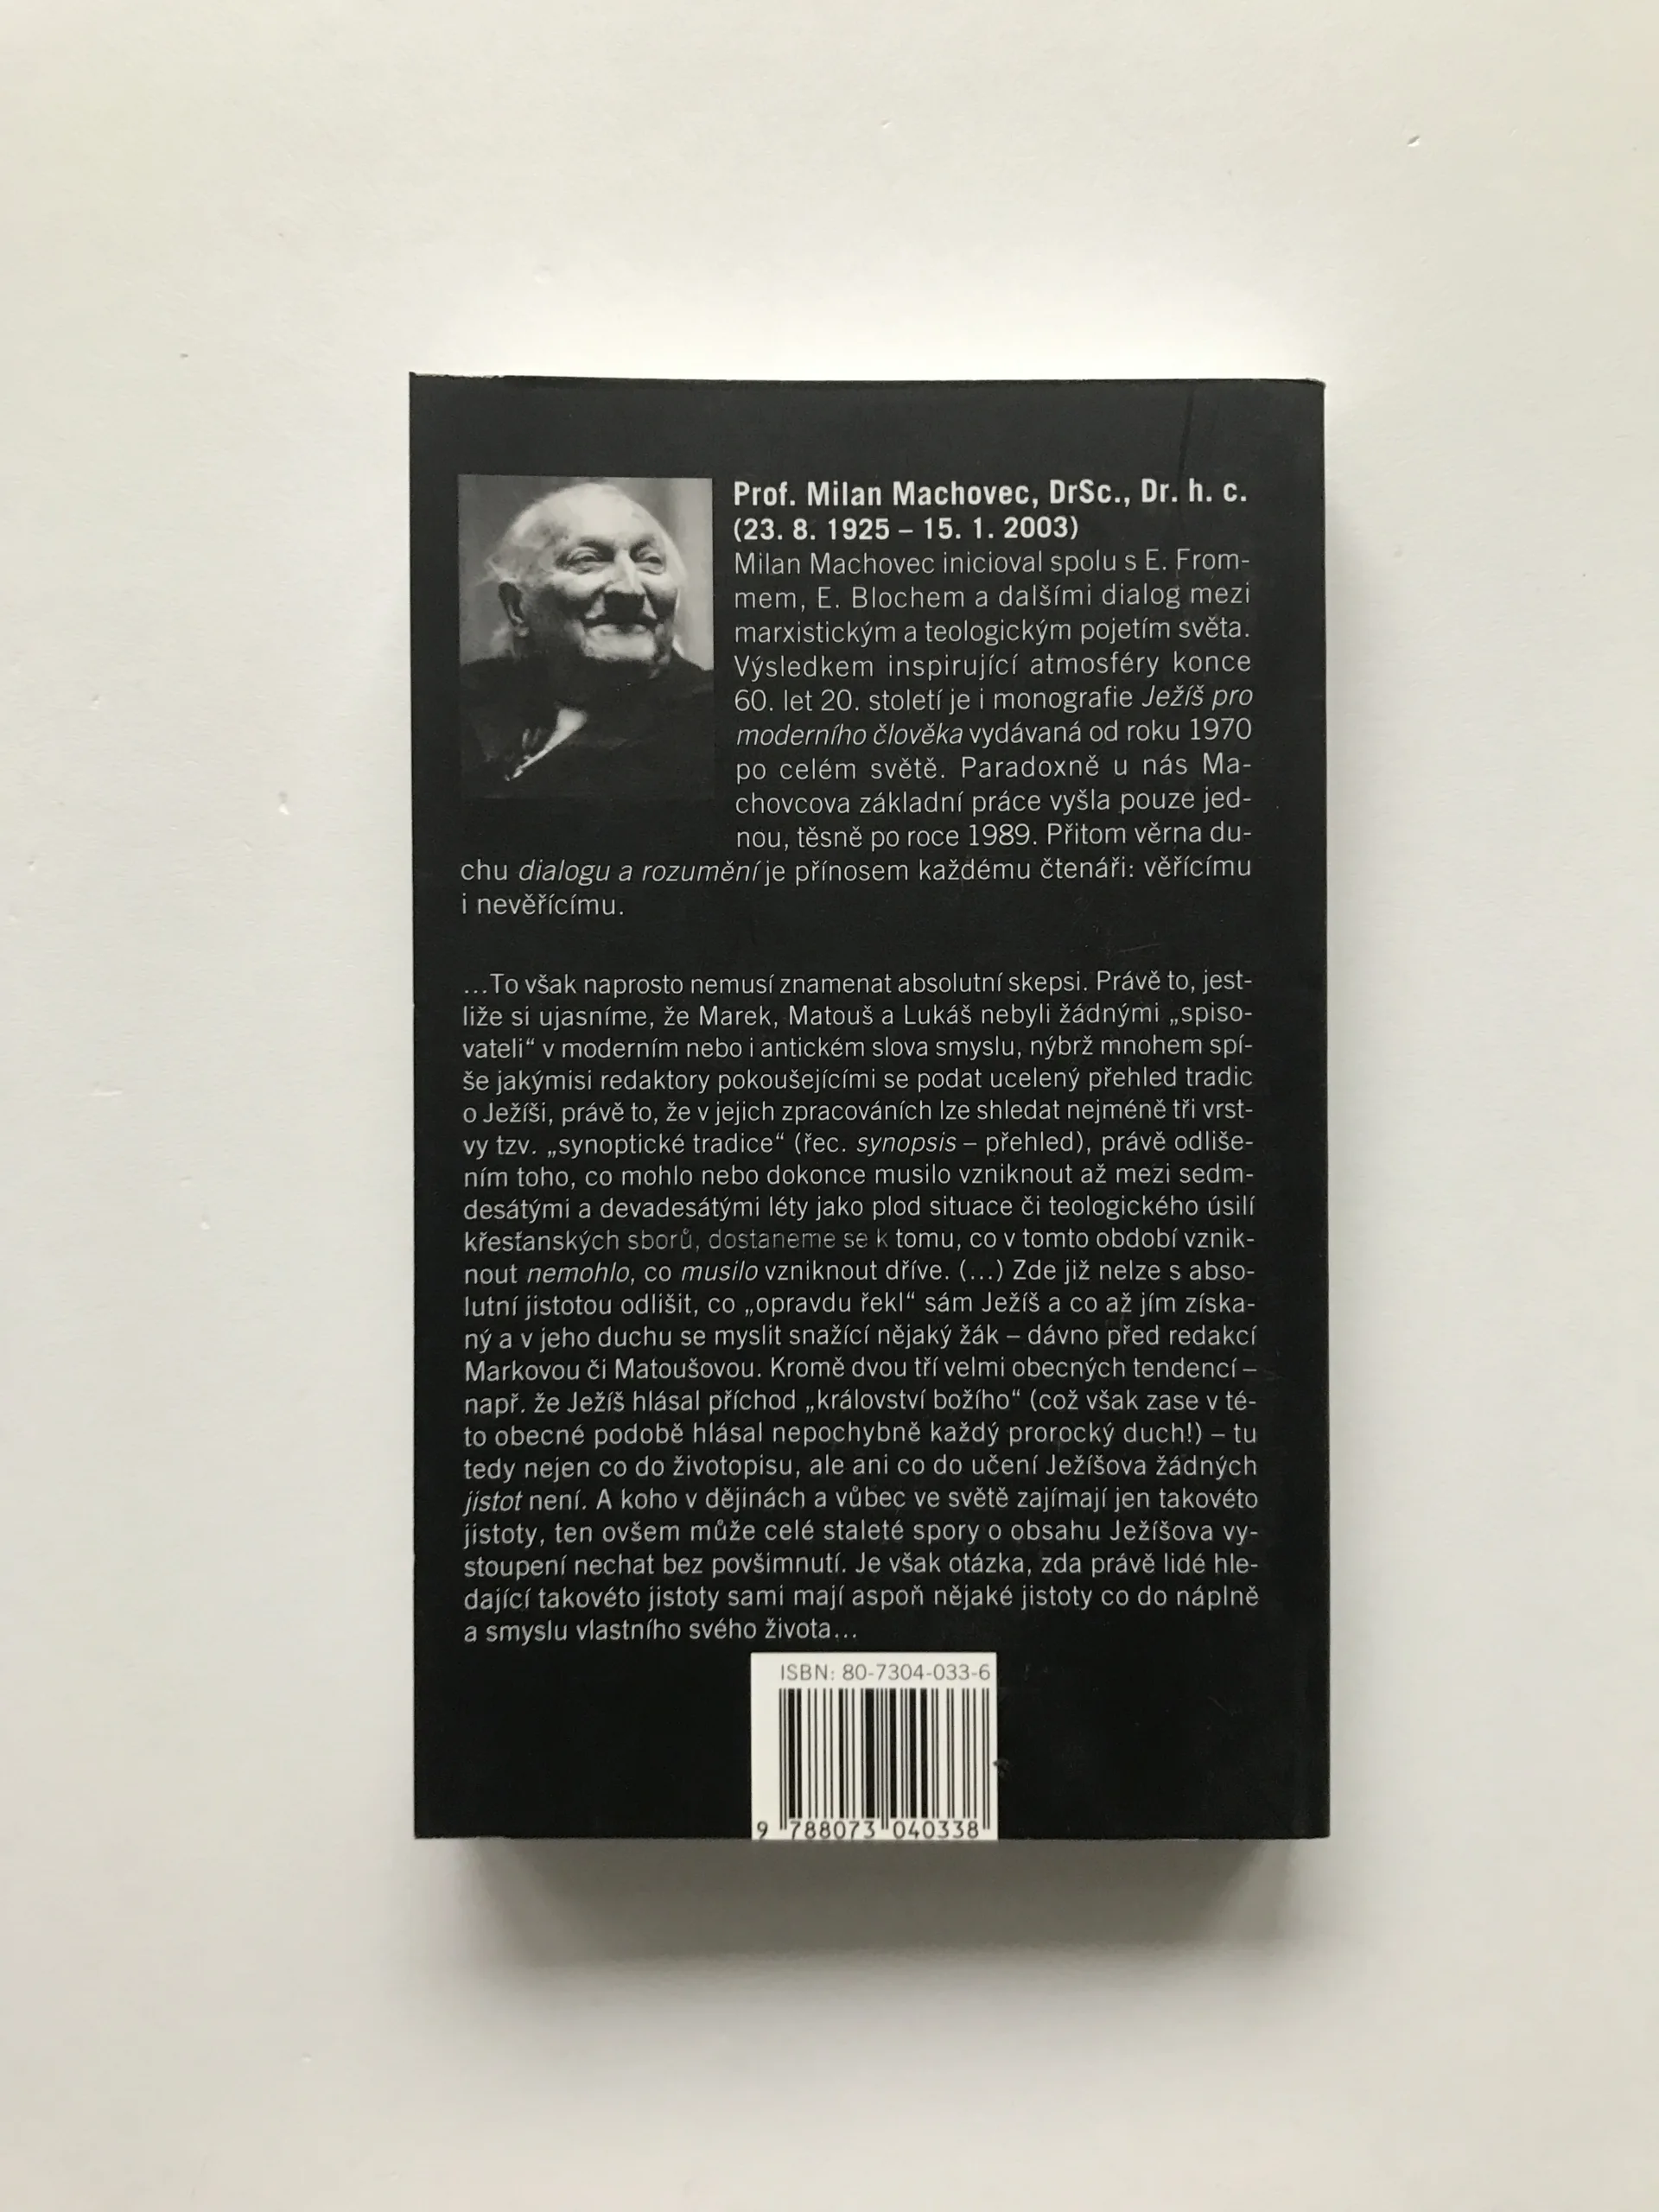 Prof. Milan Machovec, DrSc., Dr. h. c.
(23. 8. 1925 – 15. 1. 2003)
Milan Machovec inicioval spolu s E. From-
mem, E. Blochem a dalšími dialog mezi
marxistickým a teologickým pojetím světa.
Výsledkem inspirující atmosféry konce
60. let 20. století je i monografie Ježíš pro
moderního člověka vydávaná od roku 1970
po celém světě. Paradoxně u nás Ma-
chovcova základní práce vyšla pouze jed-
nou, těsně po roce 1989. Přitom věrna du-
chu dialogu a rozumění je přínosem každému čtenáři: věřícímu
i nevěřícímu.
...To však naprosto nemusí znamenat absolutní skepsi. Právě to, jest-
liže si ujasníme, že Marek, Matouš a Lukáš nebyli žádnými „spiso-
vateli“ v moderním nebo i antickém slova smyslu, nýbrž mnohem spí-
še jakýmisi redaktory pokoušejícími se podat ucelený přehled tradic
o Ježíši, právě to, že v jejich zpracováních lze shledat nejméně tři vrst-
vy tzv. „synoptické tradice“ (řec. synopsis – přehled), právě odliše-
ním toho, co mohlo nebo dokonce musilo vzniknout až mezi sedm-
desátými a devadesátými léty jako plod situace či teologického úsilí
křesťanských sborů, dostaneme se k tomu, co v tomto období vznik-
nout nemohlo, co musilo vzniknout dříve. (...) Zde již nelze s abso-
lutní jistotou odlišit, co „opravdu řekl“ sám Ježíš a co až jím získa-
ný a v jeho duchu se myslit snažící nějaký žák – dávno před redakcí
Markovou či Matoušovou. Kromě dvou tří velmi obecných tendencí –
např. že Ježíš hlásal příchod „království božího“ (což však zase v té-
to obecné podobě hlásal nepochybně každý prorocký duch!) – tu
tedy nejen co do životopisu, ale ani co do učení Ježíšova žádných
jistot není. A koho v dějinách a vůbec ve světě zajímají jen takovéto
jistoty, ten ovšem může celé staleté spory o obsahu Ježíšova vy-
stoupení nechat bez povšimnutí. Je však otázka, zda právě lidé hle-
dající takovéto jistoty sami mají aspoň nějaké jistoty co do náplně
a smyslu vlastního svého života...
ISBN: 80-7304-033-6
9 788073 040338